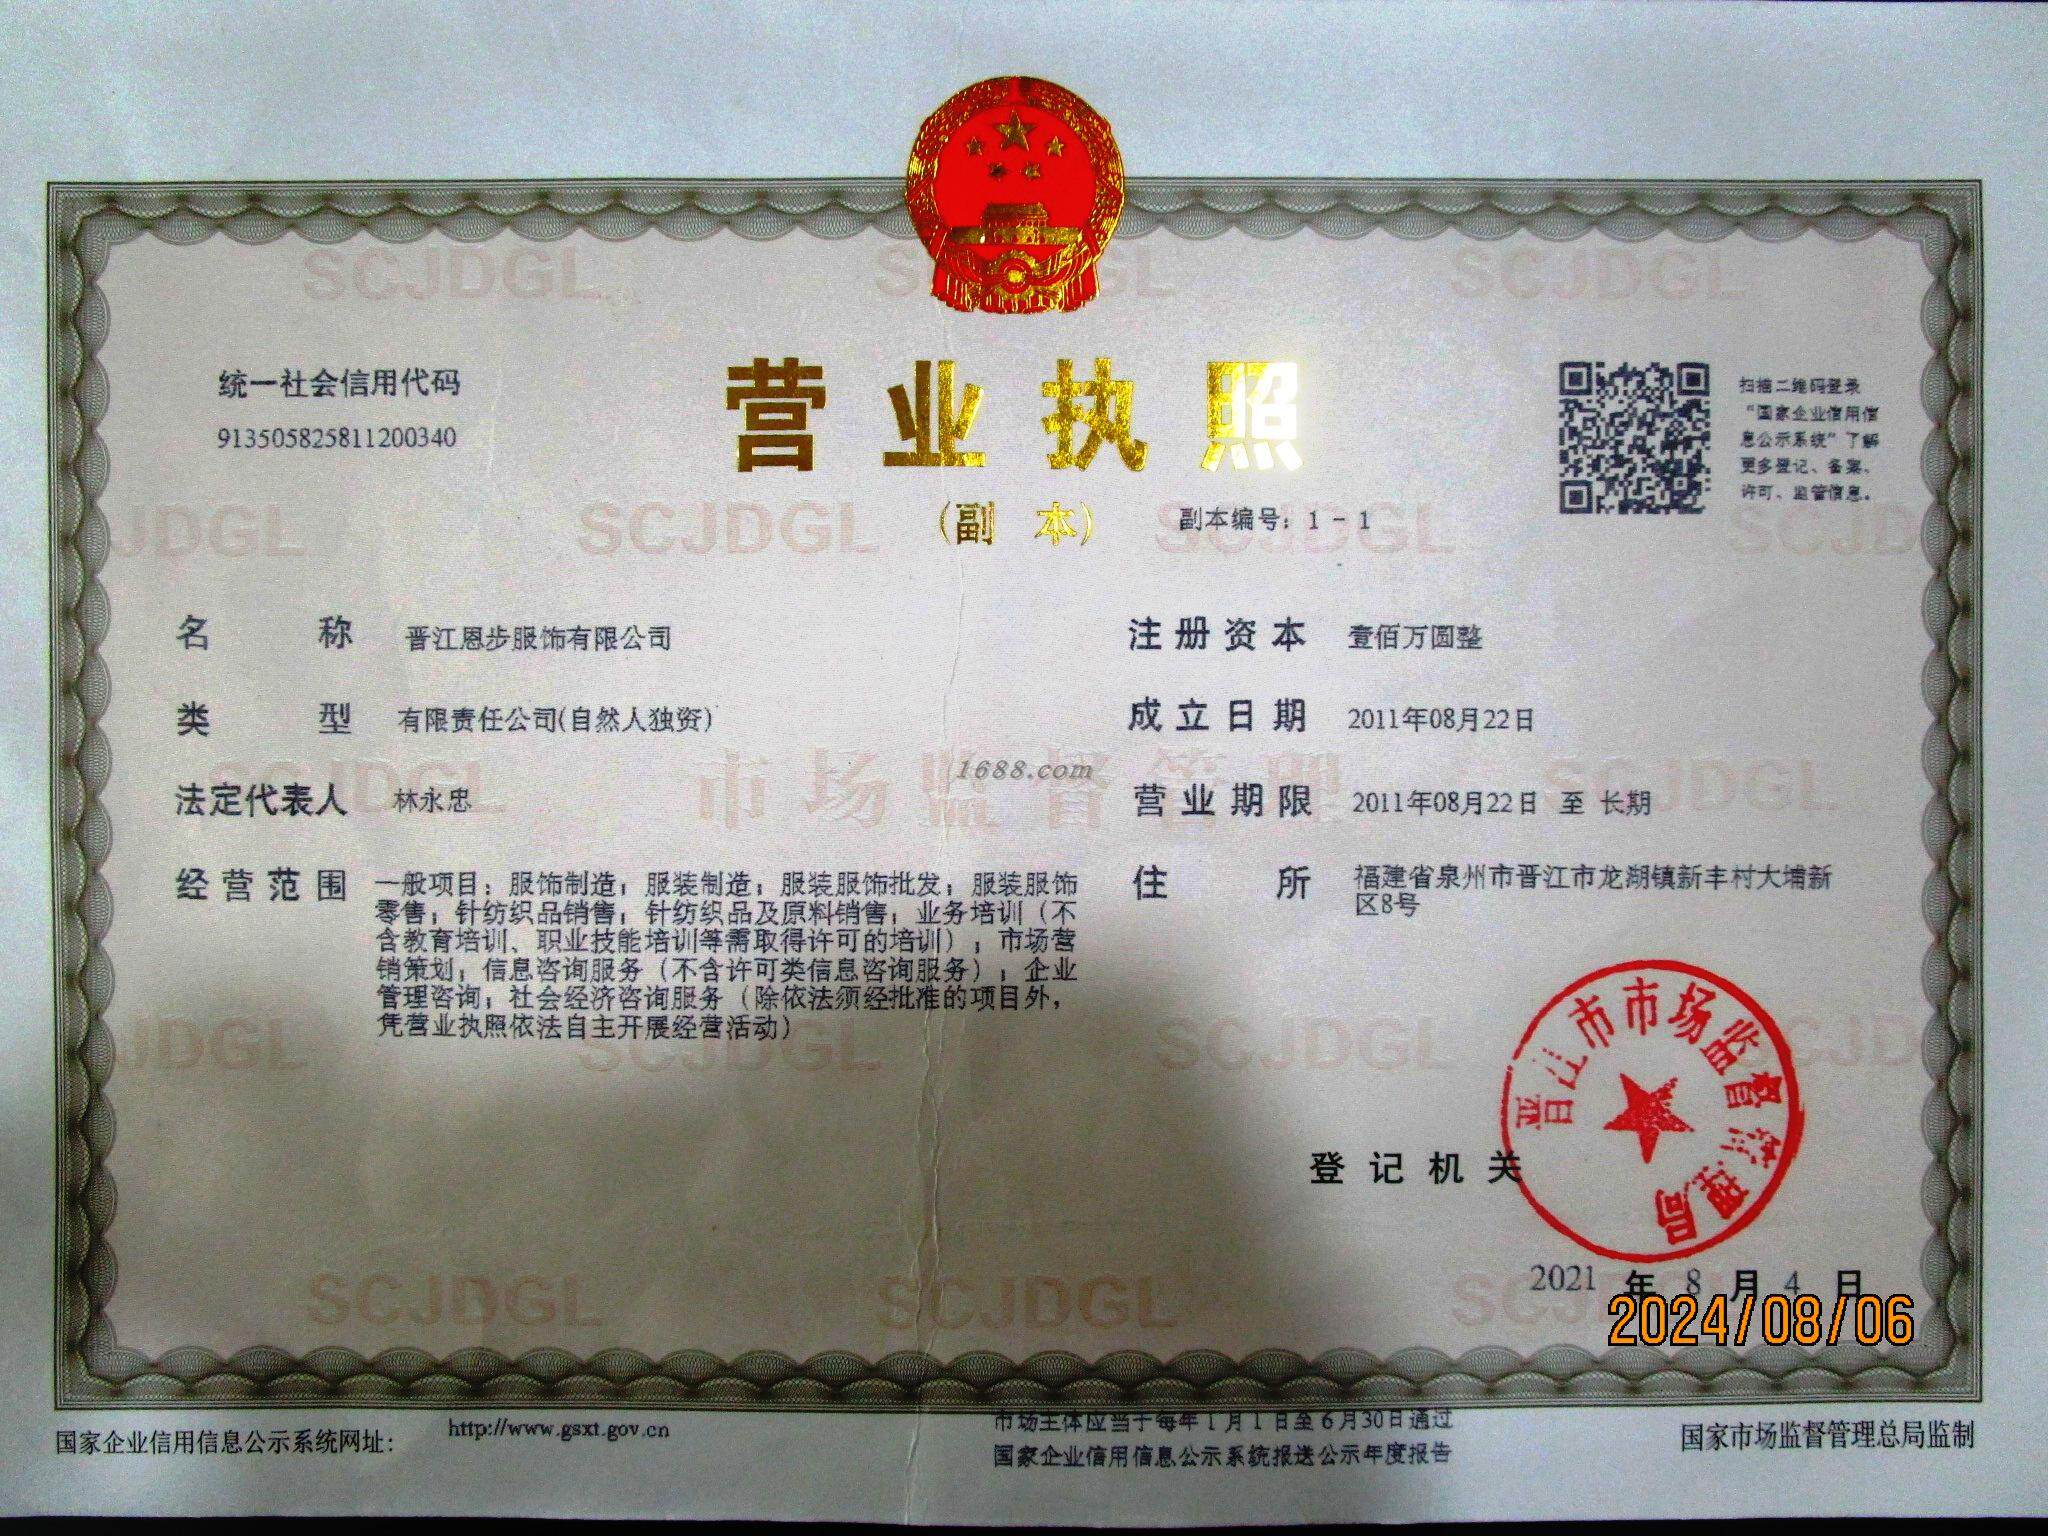 统一社会信用代码
913505825811200340
营业执照
(副 本)
副本编号：1-1
扫描二维码登录
“国家企业信用信
息公示系统”了解
更多登记、备案、
许可、监管信息。
名称 晋江恩步服饰有限公司
类型 有限责任公司(自然人独资)
法定代表人 林永忠
经营范围 一般项目：服饰制造；服装制造；服装服饰批发；服装服饰
零售；针纺织品销售；针纺织品及原料销售；业务培训（不
含教育培训、职业技能培训等需取得许可的培训）；市场营
销策划；信息咨询服务（不含许可类信息咨询服务）；企业
管理咨询；社会经济咨询服务（除依法须经批准的项目外，
凭营业执照依法自主开展经营活动）
注册资本 壹佰万圆整
成立日期 2011年08月22日
营业期限 2011年08月22日 至 长期
住所 福建省泉州市晋江市龙湖镇新丰村大埔新
区8号
1688.com
市场监督管理
SCJDGL
登记机关
晋江市市场监督管理局
2021 年 8 月 4 日
2024/08/06
国家企业信用信息公示系统网址：
http://www.gsxt.gov.cn
市场主体应当于每年1月1日至6月30日通过
国家企业信用信息公示系统报送公示年度报告
国家市场监督管理总局监制